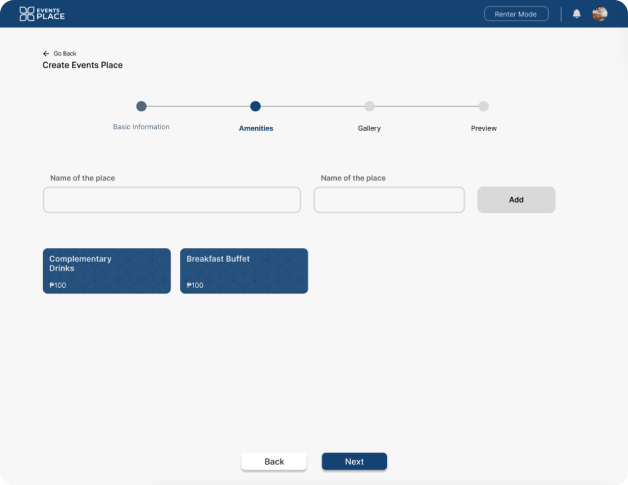 EVENTS
PLACE
Renter Mode
Go Back
Create Events Place
Basic Information
Amenities
Gallery
Preview
Name of the place
Name of the place
Add
Complementary
Drinks
₱100
Breakfast Buffet
₱100
Back
Next